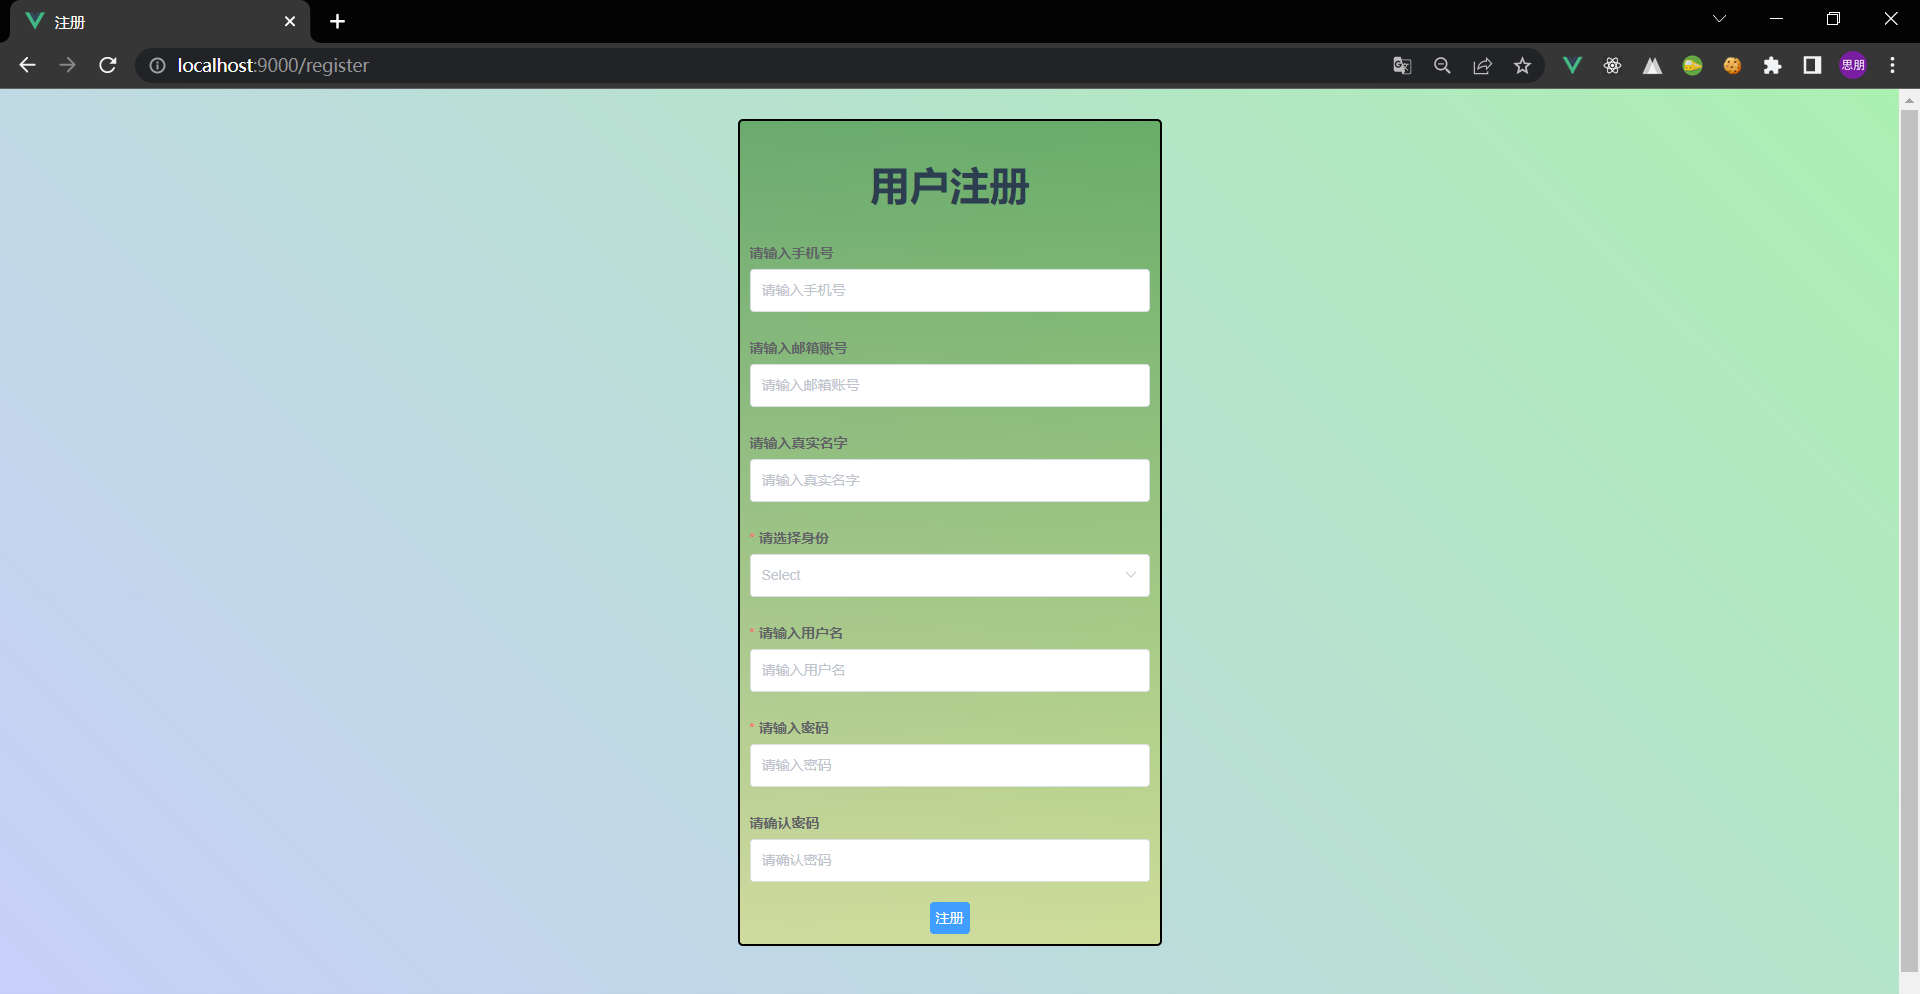 注册
localhost:9000/register
思朋
用户注册
请输入手机号
请输入手机号
请输入邮箱账号
请输入邮箱账号
请输入真实名字
请输入真实名字
* 请选择身份
Select
* 请输入用户名
请输入用户名
* 请输入密码
请输入密码
请确认密码
请确认密码
注册